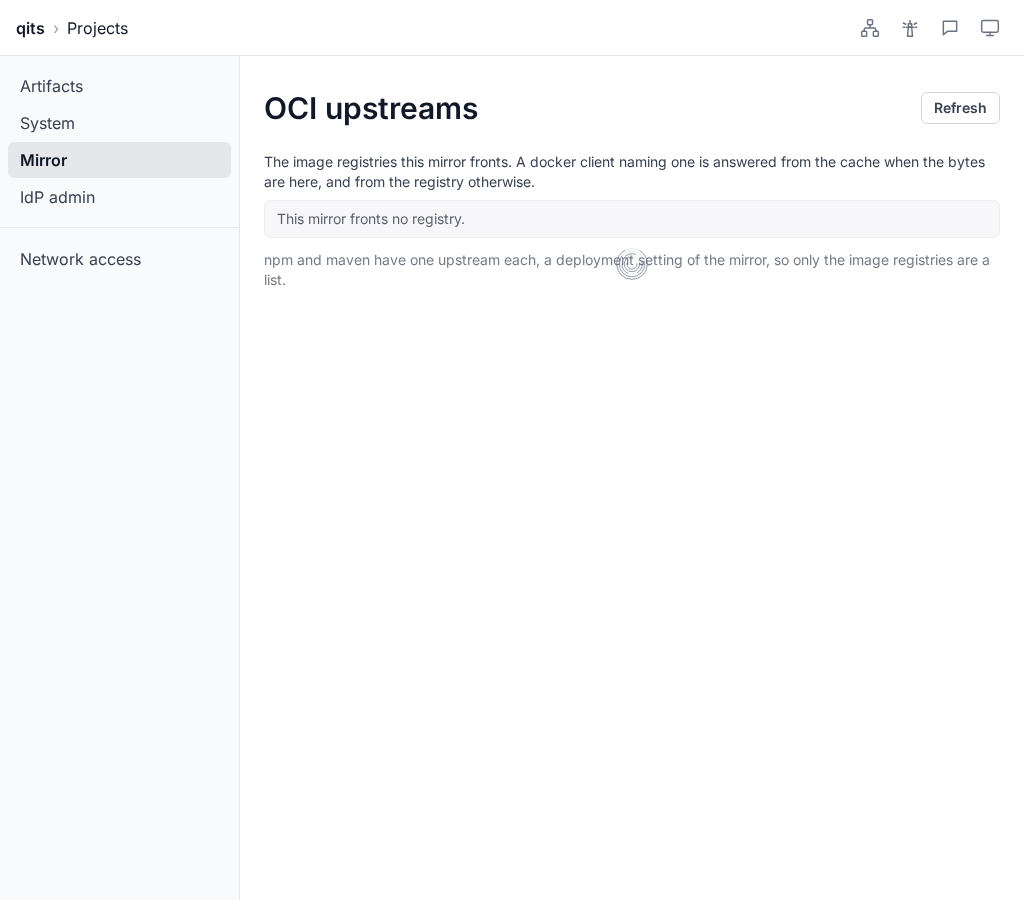 qits › Projects
Artifacts
System
Mirror
IdP admin
Network access
OCI upstreams
Refresh
The image registries this mirror fronts. A docker client naming one is answered from the cache when the bytes
are here, and from the registry otherwise.
This mirror fronts no registry.
npm and maven have one upstream each, a deployment setting of the mirror, so only the image registries are a
list.